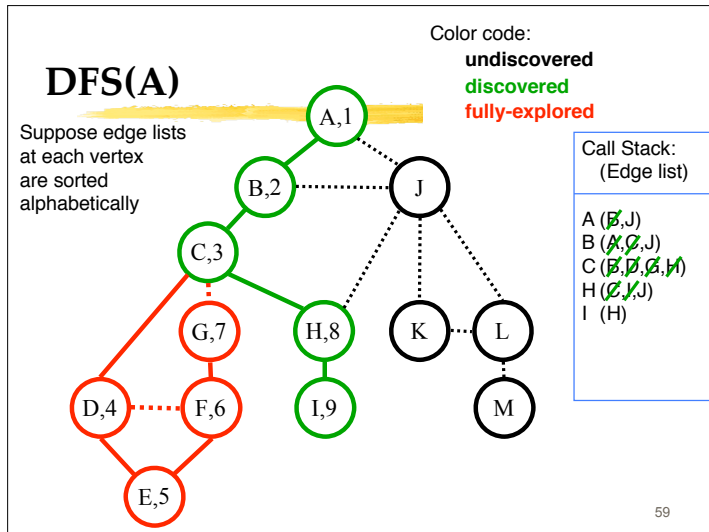 Color code:
undiscovered
discovered
fully-explored
DFS(A)
Suppose edge lists
at each vertex
are sorted
alphabetically
A,1
B,2
J
C,3
G,7
H,8
K
L
D,4
F,6
I,9
M
E,5
Call Stack:
(Edge list)
A (B,J)
B (A,C,J)
C (B,D,G,H)
H (C,I,J)
I (H)
59